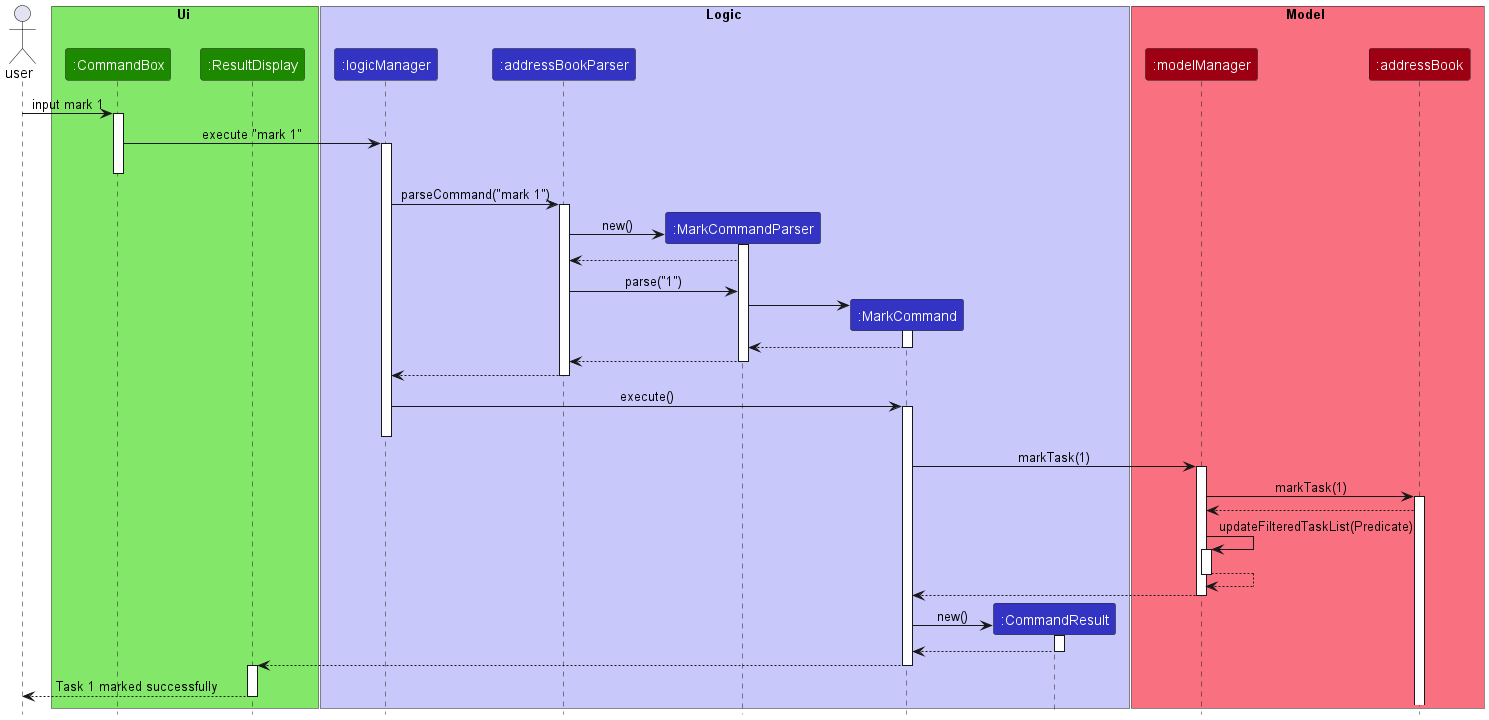 Ui
Logic
Model
user
:CommandBox
:ResultDisplay
:logicManager
:addressBookParser
:modelManager
:addressBook
input mark 1
execute "mark 1"
parseCommand("mark 1")
new()
:MarkCommandParser
parse("1")
:MarkCommand
execute()
markTask(1)
markTask(1)
updateFilteredTaskList(Predicate)
new()
:CommandResult
Task 1 marked successfully